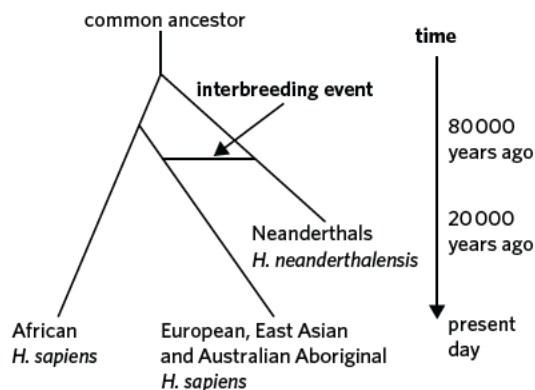 common ancestor
time
interbreeding event
80 000
years ago
20 000
years ago
Neanderthals
H. neanderthalensis
African
H. sapiens
European, East Asian
and Australian Aboriginal
H. sapiens
present
day